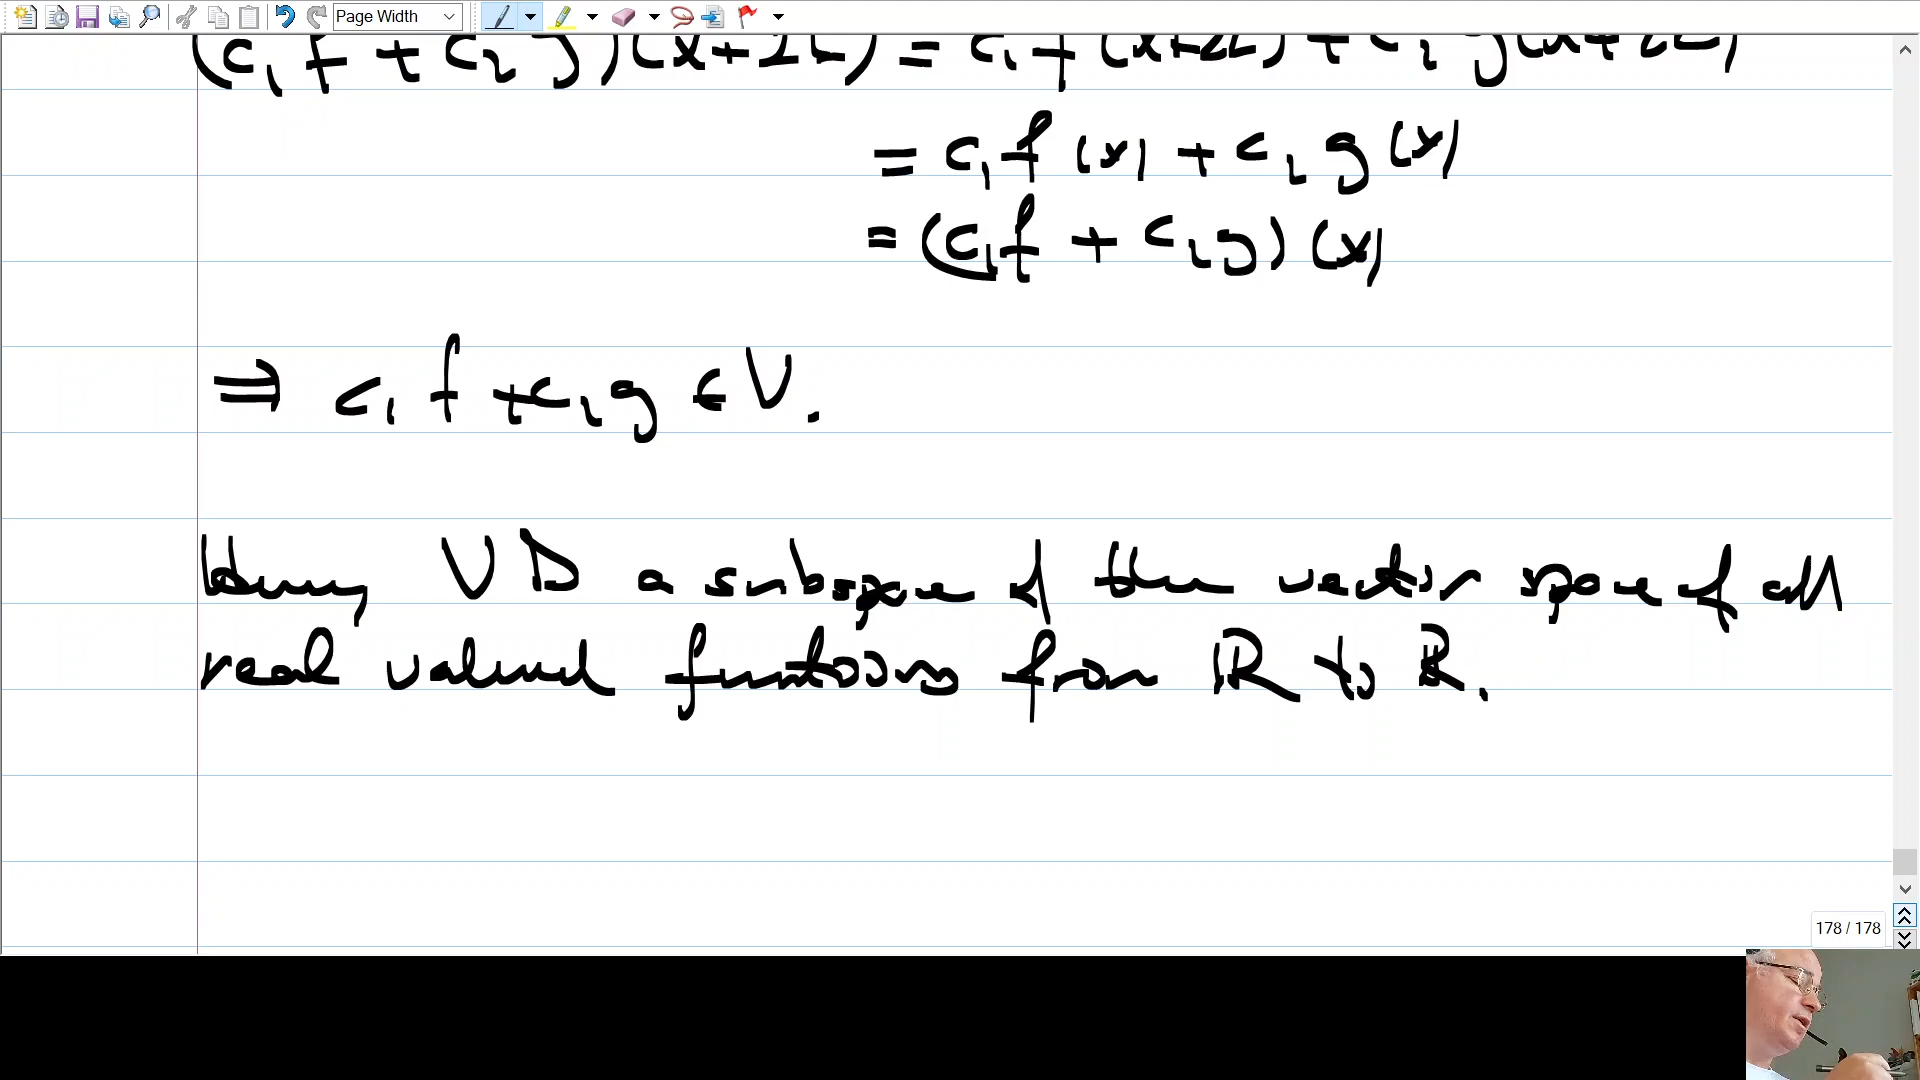 Page Width
(c₁f + c₂g)(x+2L) = c₁f(x+2L) + c₂g(x+2L)
= c₁f(x) + c₂g(x)
= (c₁f + c₂g)(x)
⇒ c₁f + c₂g ∈ V.
Hence V is a subspace of the vector space of all
real valued functions from ℝ to ℝ.
178 / 178